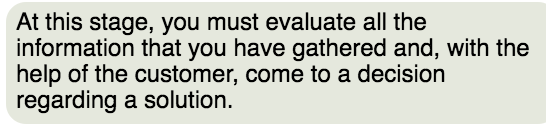 At this stage, you must evaluate all the
information that you have gathered and, with the
help of the customer, come to a decision
regarding a solution.